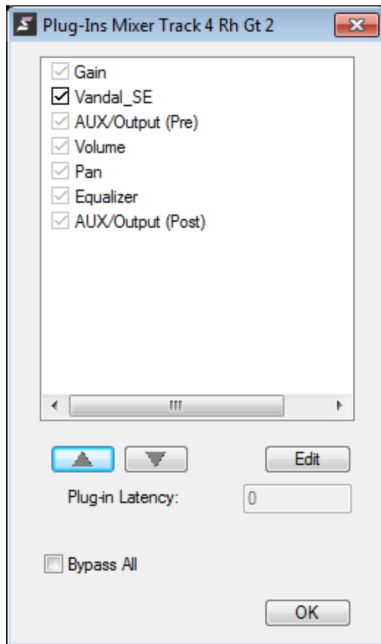 Plug-Ins Mixer Track 4 Rh Gt 2
Gain
Vandal_SE
AUX/Output (Pre)
Volume
Pan
Equalizer
AUX/Output (Post)
Edit
Plug-in Latency: 0
Bypass All
OK